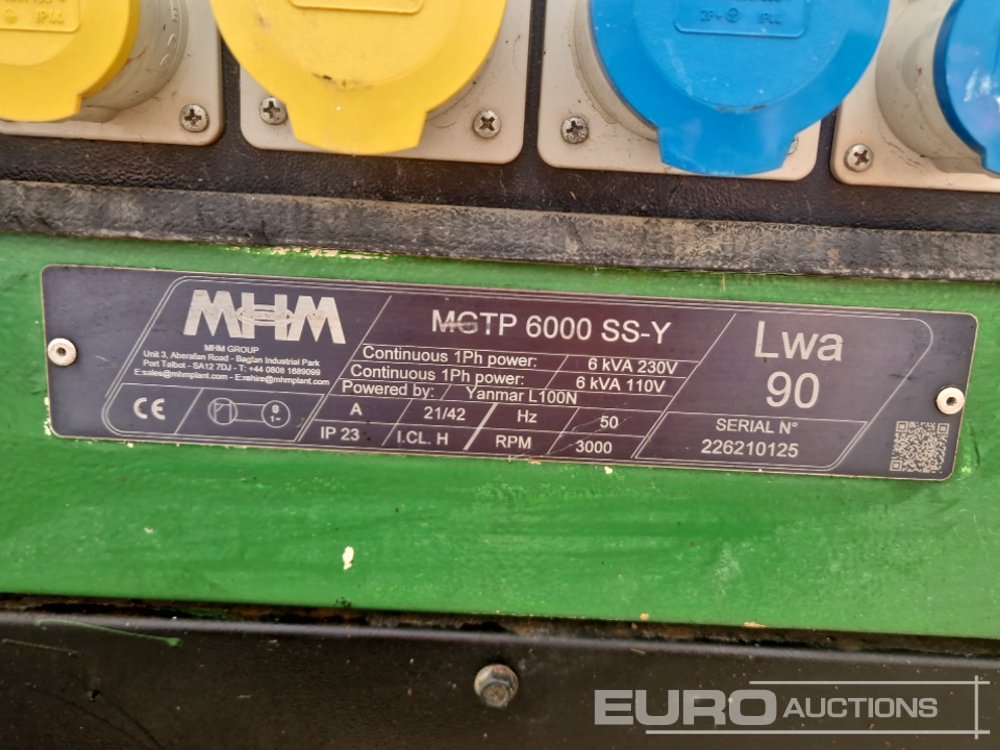 IP44
2P+ IP44
MHM
MHM GROUP
Unit 3, Aberafan Road - Baglan Industrial Park
Port Talbot - SA12 7DJ - T: +44 0808 1689099
E:sales@mhmplant.com - E:rehire@mhmplant.com
CE
MGTP 6000 SS-Y
Continuous 1Ph power: 6 kVA 230V
Continuous 1Ph power: 6 kVA 110V
Powered by: Yanmar L100N
A 21/42 Hz 50
IP 23 I.CL. H RPM 3000
Lwa
90
SERIAL N°
226210125
EURO AUCTIONS